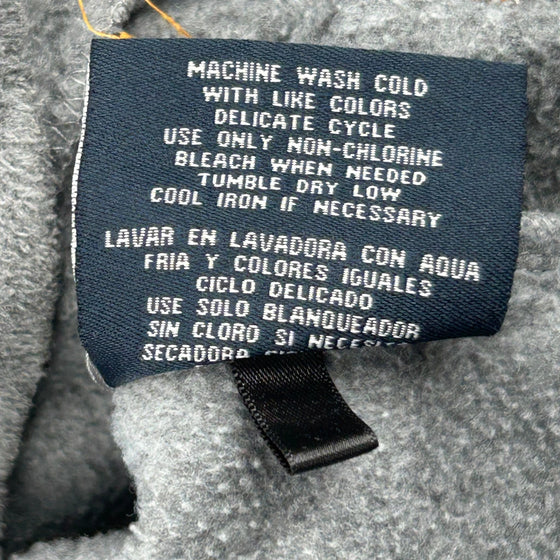 MACHINE WASH COLD
WITH LIKE COLORS
DELICATE CYCLE
USE ONLY NON-CHLORINE
BLEACH WHEN NEEDED
TUMBLE DRY LOW
COOL IRON IF NECESSARY
LAVAR EN LAVADORA CON AQUA
FRIA Y COLORES IGUALES
CICLO DELICADO
USE SOLO BLANQUEADOR
SIN CLORO SI
SECADORA